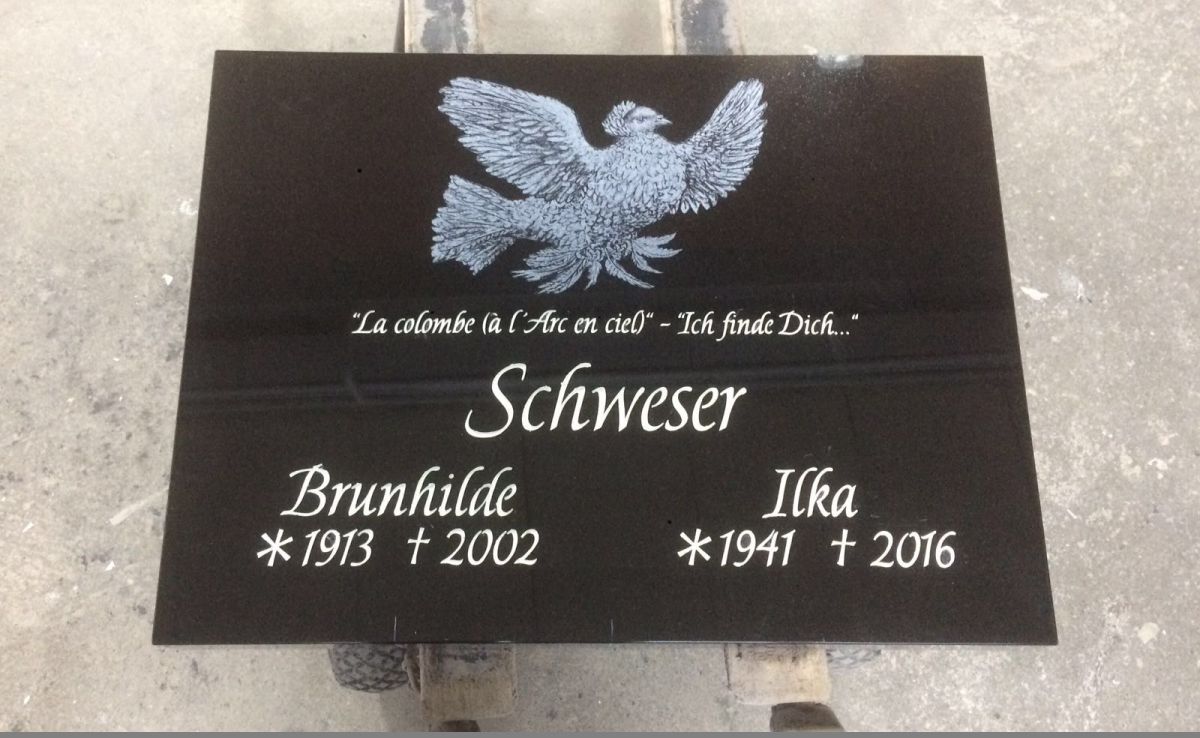 "La colombe (à l'Arc en ciel)" – "Ich finde Dich..."
Schweser
Brunhilde Ilka
*1913 †2002 *1941 †2016